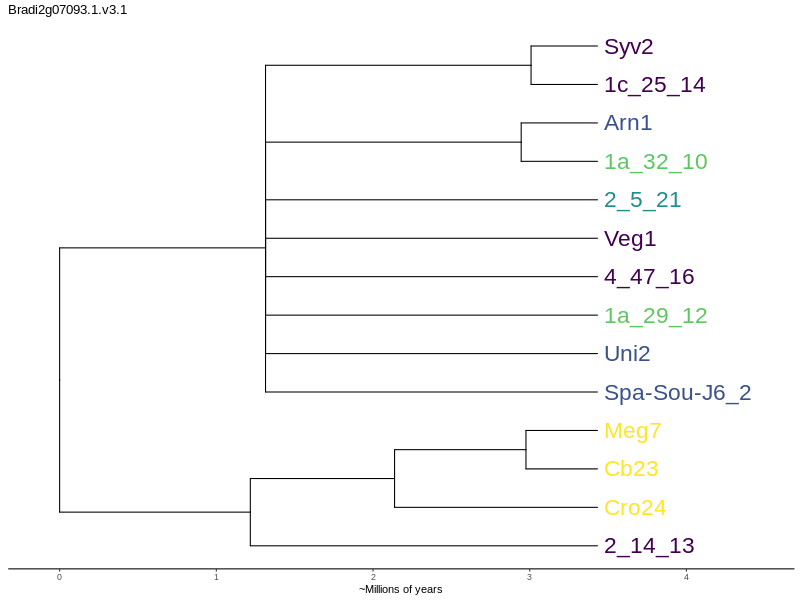 Bradi2g07093.1.v3.1
Syv2
1c_25_14
Arn1
1a_32_10
2_5_21
Veg1
4_47_16
1a_29_12
Uni2
Spa-Sou-J6_2
Meg7
Cb23
Cro24
2_14_13
0 1 2 3 4
~Millions of years